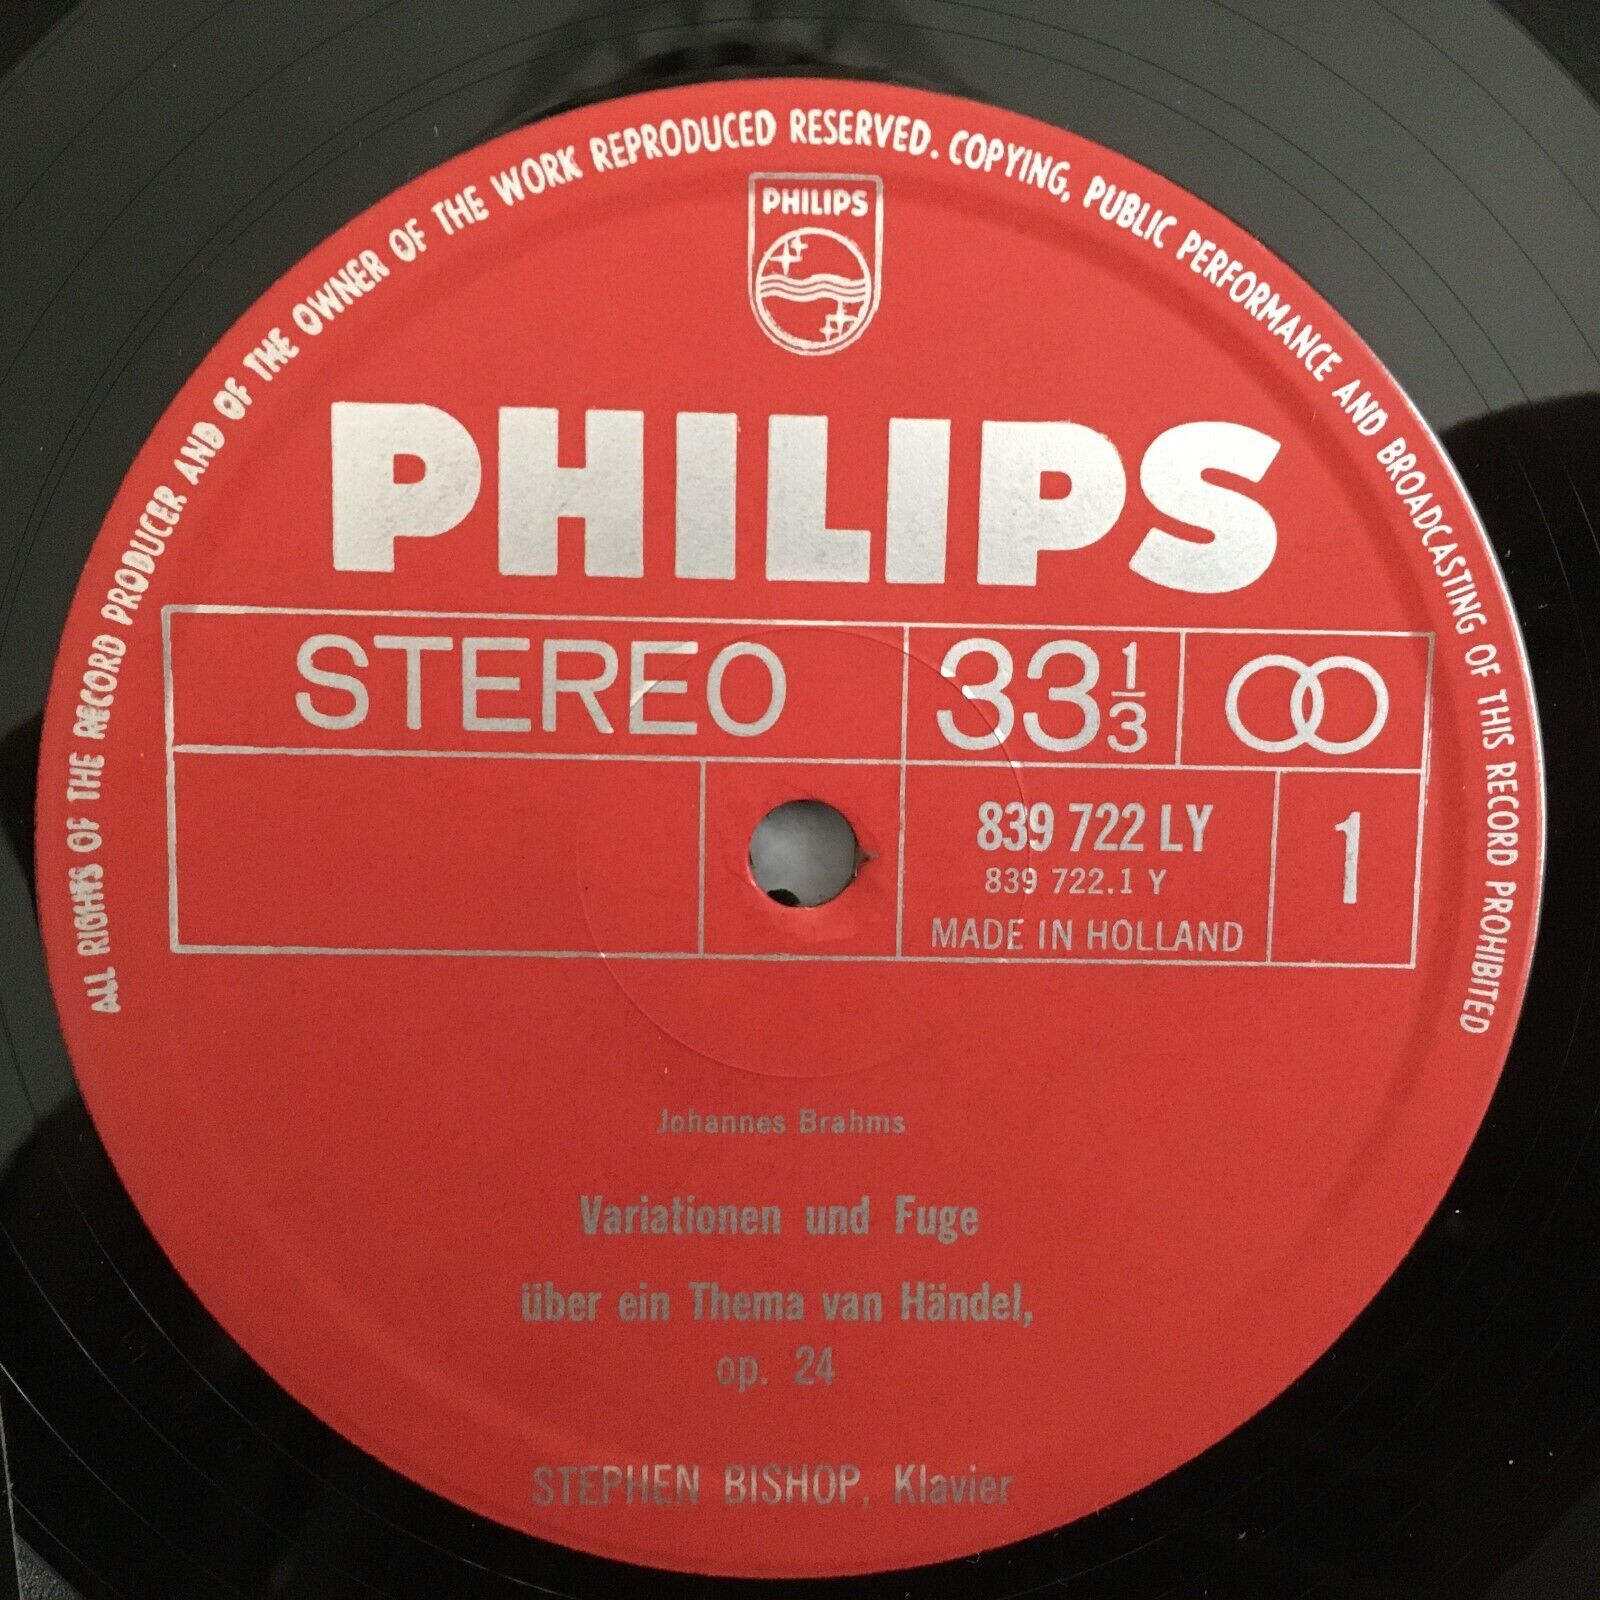 ALL RIGHTS OF THE RECORD PRODUCER AND OF THE OWNER OF THE WORK REPRODUCED RESERVED. COPYING, PUBLIC PERFORMANCE AND BROADCASTING OF THIS RECORD PROHIBITED
PHILIPS
PHILIPS
STEREO 33 1/3
839 722 LY 1
839 722.1 Y
MADE IN HOLLAND
Johannes Brahms
Variationen und Fuge
über ein Thema van Händel,
op. 24
STEPHEN BISHOP, Klavier